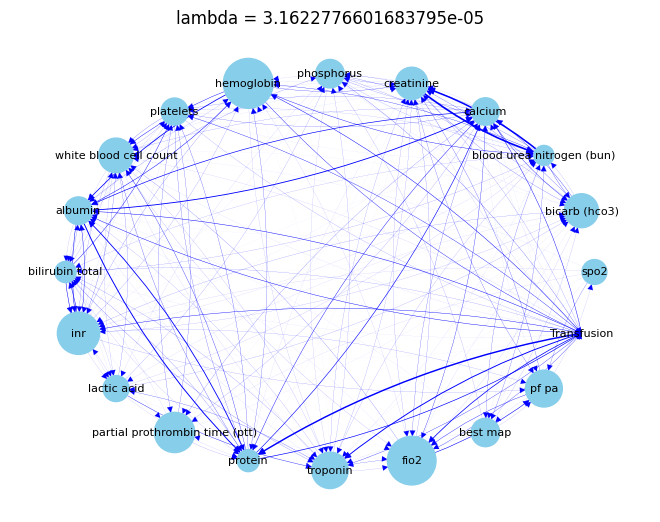 lambda = 3.1622776601683795e-05
phosphorus
hemoglobin
creatinine
platelets
calcium
white blood cell count
blood urea nitrogen (bun)
albumin
bicarb (hco3)
bilirubin total
spo2
inr
Transfusion
lactic acid
pf pa
partial prothrombin time (ptt)
best map
protein
fio2
troponin